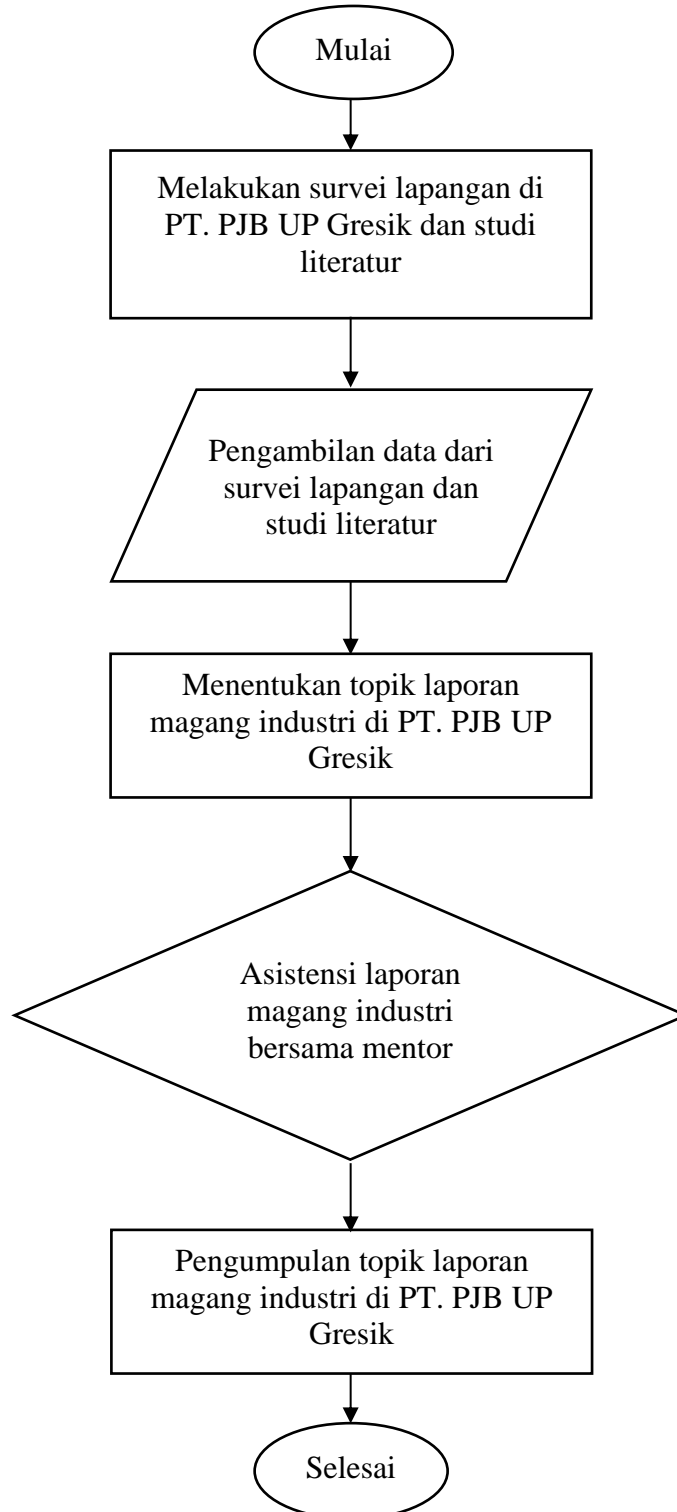 Mulai
Melakukan survei lapangan di
PT. PJB UP Gresik dan studi
literatur
Pengambilan data dari
survei lapangan dan
studi literatur
Menentukan topik laporan
magang industri di PT. PJB UP
Gresik
Asistensi laporan
magang industri
bersama mentor
Pengumpulan topik laporan
magang industri di PT. PJB UP
Gresik
Selesai